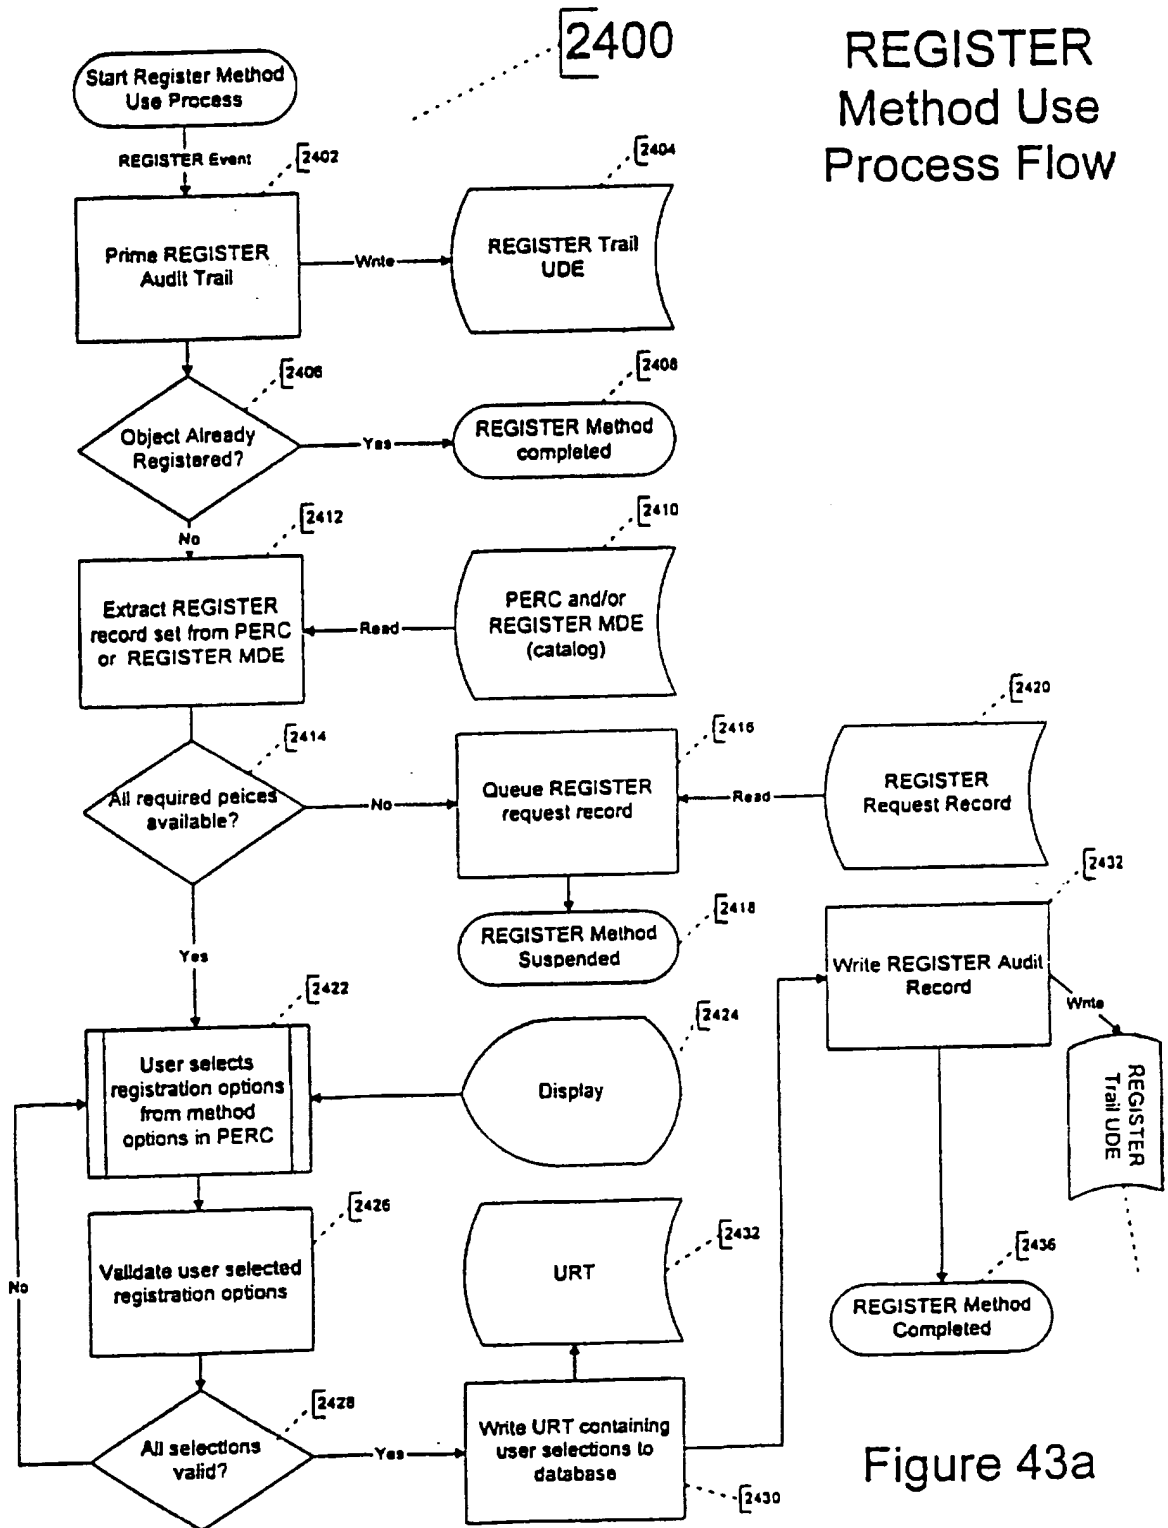 2400
REGISTER
Method Use
Process Flow
Start Register Method
Use Process
REGISTER Event
2402
2404
Prime REGISTER
Audit Trail
Write
REGISTER Trail
UDE
2406
2408
Object Already
Registered?
Yes
REGISTER Method
completed
No
2412
2410
Extract REGISTER
record set from PERC
or REGISTER MDE
Read
PERC and/or
REGISTER MDE
(catalog)
2414
2416
2420
All required peices
available?
No
Queue REGISTER
request record
Read
REGISTER
Request Record
2418
REGISTER Method
Suspended
2432
Write REGISTER Audit
Record
Write
REGISTER
Trail UDE
Yes
2422
2424
User selects
registration options
from method
options in PERC
Display
2426
Validate user selected
registration options
2432
URT
2436
REGISTER Method
Completed
No
2428
All selections
valid?
Yes
Write URT containing
user selections to
database
2430
Figure 43a